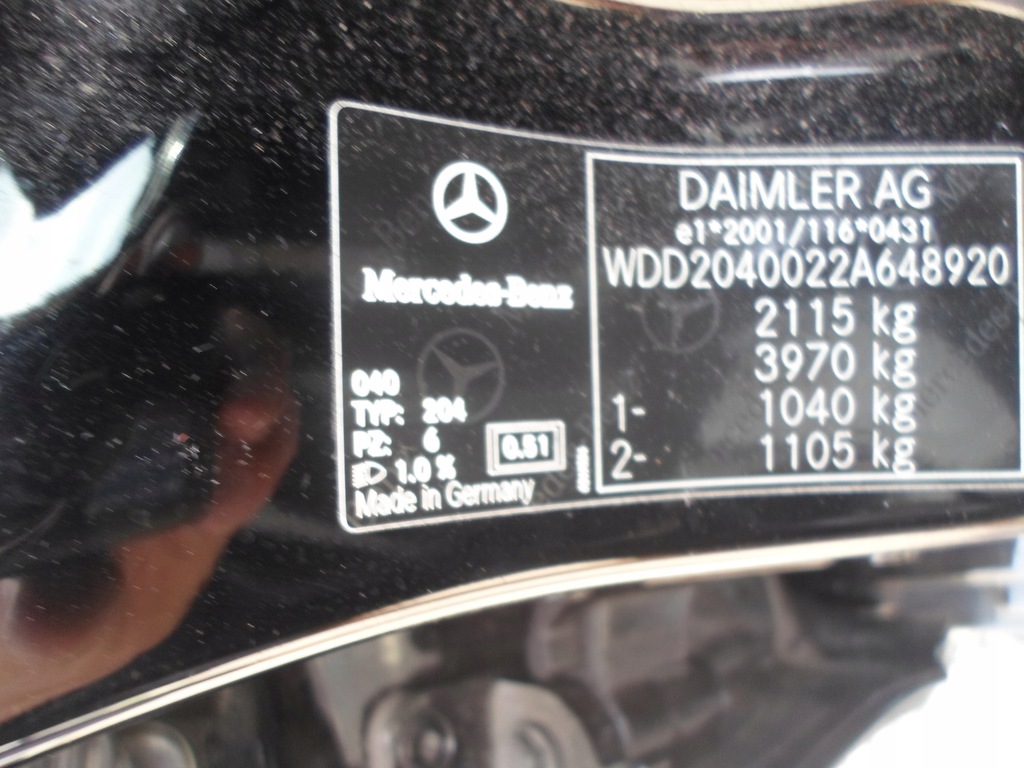 Mercedes-Benz
040
TYP: 204
PZ: 6
1.0 %
0.51
Made in Germany
DAIMLER AG
e1*2001/116*0431
WDD2040022A648920
2115 kg
3970 kg
1- 1040 kg
2- 1105 kg